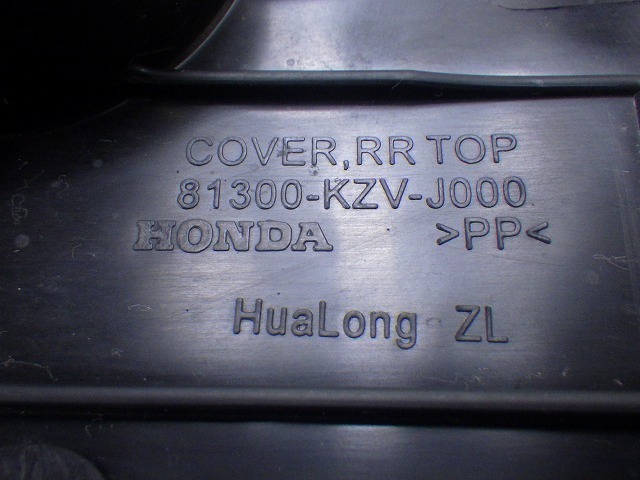 COVER, RR TOP
81300-KZV-J000
HONDA >PP<
HuaLong ZL